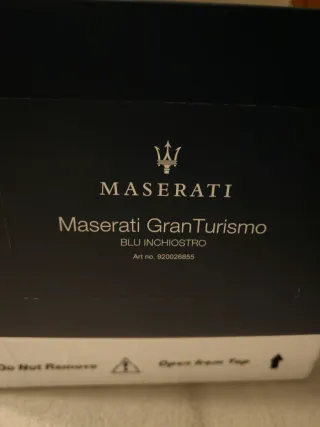 MASERATI
Maserati GranTurismo
BLU INCHIOSTRO
Art no. 920026855
Do Not Remove
Open from Top